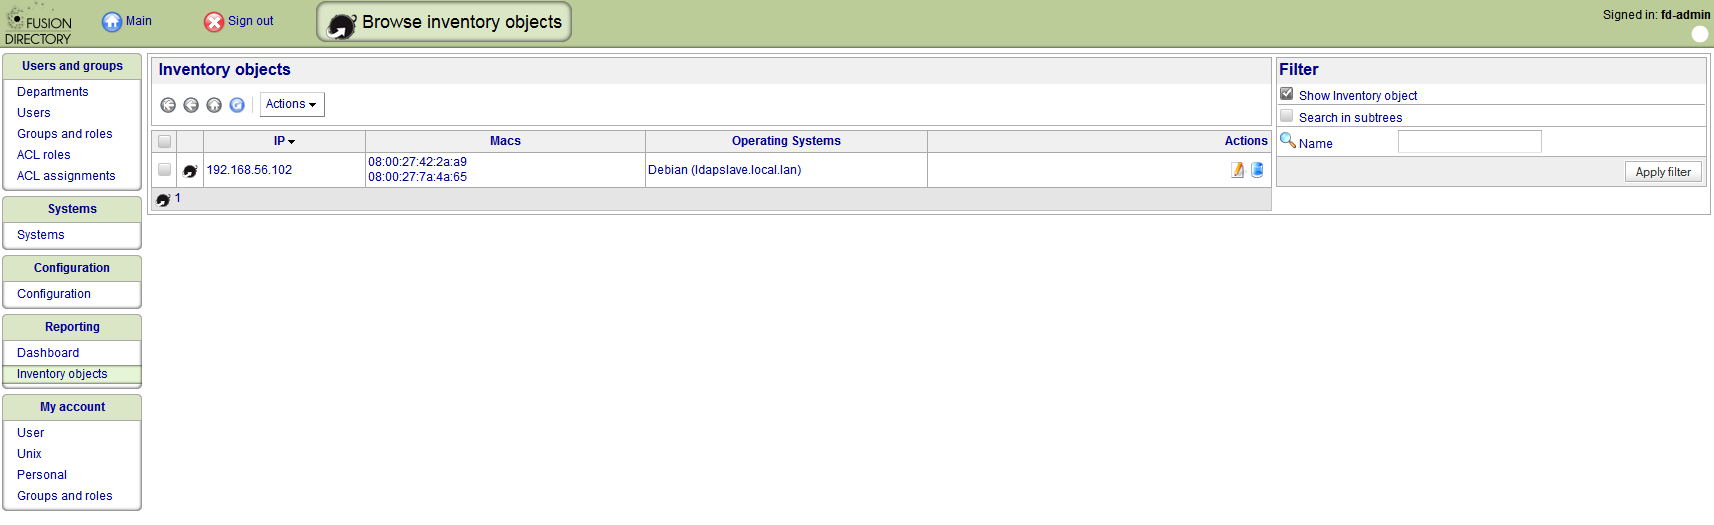 FUSION
DIRECTORY
Main
Sign out
Browse inventory objects
Signed in: fd-admin
Users and groups
Departments
Users
Groups and roles
ACL roles
ACL assignments
Systems
Systems
Configuration
Configuration
Reporting
Dashboard
Inventory objects
My account
User
Unix
Personal
Groups and roles
Inventory objects
Actions
IP Macs Operating Systems Actions
192.168.56.102 08:00:27:42:2a:a9 Debian (ldapslave.local.lan)
08:00:27:7a:4a:65
1
Filter
Show Inventory object
Search in subtrees
Name
Apply filter